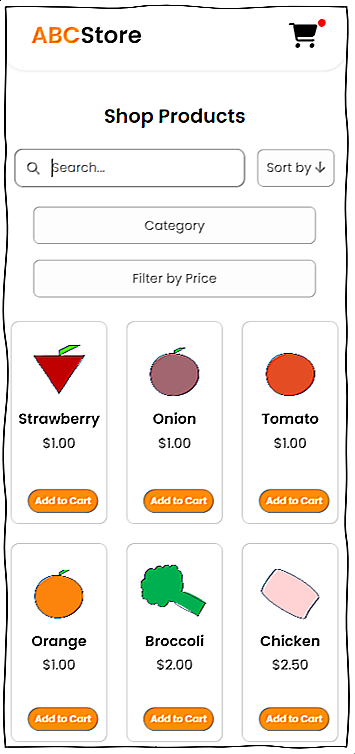 ABCStore
Shop Products
Search... Sort by ↓
Category
Filter by Price
Strawberry Onion Tomato
$1.00 $1.00 $1.00
Add to Cart Add to Cart Add to Cart
Orange Broccoli Chicken
$1.00 $2.00 $2.50
Add to Cart Add to Cart Add to Cart